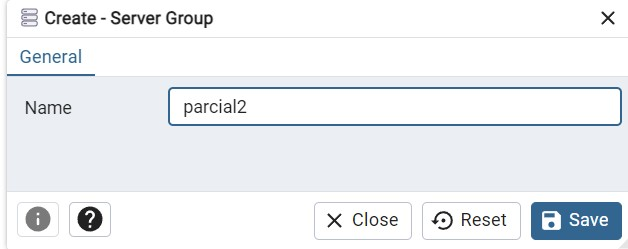 Create - Server Group
General
Name
parcial2
Close
Reset
Save